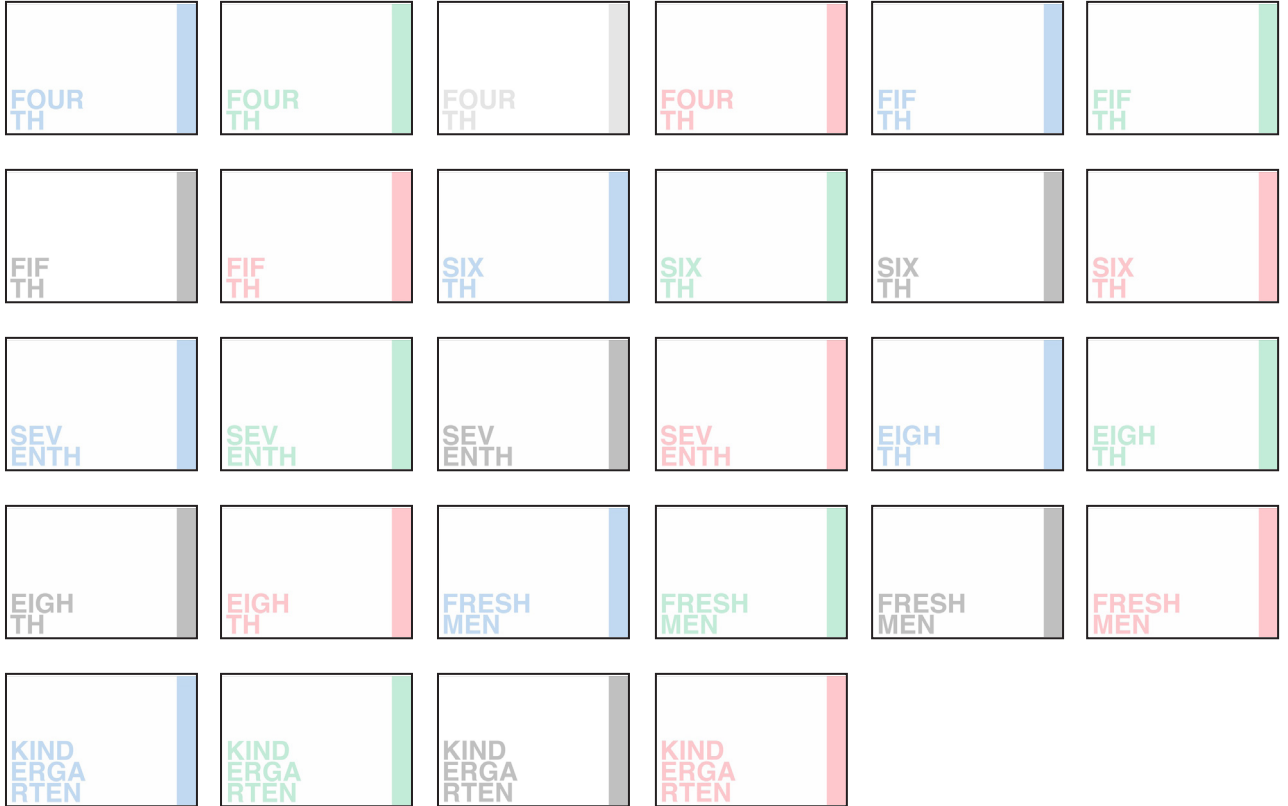 FOUR
TH
FOUR
TH
FOUR
TH
FOUR
TH
FIF
TH
FIF
TH
FIF
TH
FIF
TH
SIX
TH
SIX
TH
SIX
TH
SIX
TH
SEV
ENTH
SEV
ENTH
SEV
ENTH
SEV
ENTH
EIGH
TH
EIGH
TH
EIGH
TH
EIGH
TH
FRESH
MEN
FRESH
MEN
FRESH
MEN
FRESH
MEN
KIND
ERGA
RTEN
KIND
ERGA
RTEN
KIND
ERGA
RTEN
KIND
ERGA
RTEN